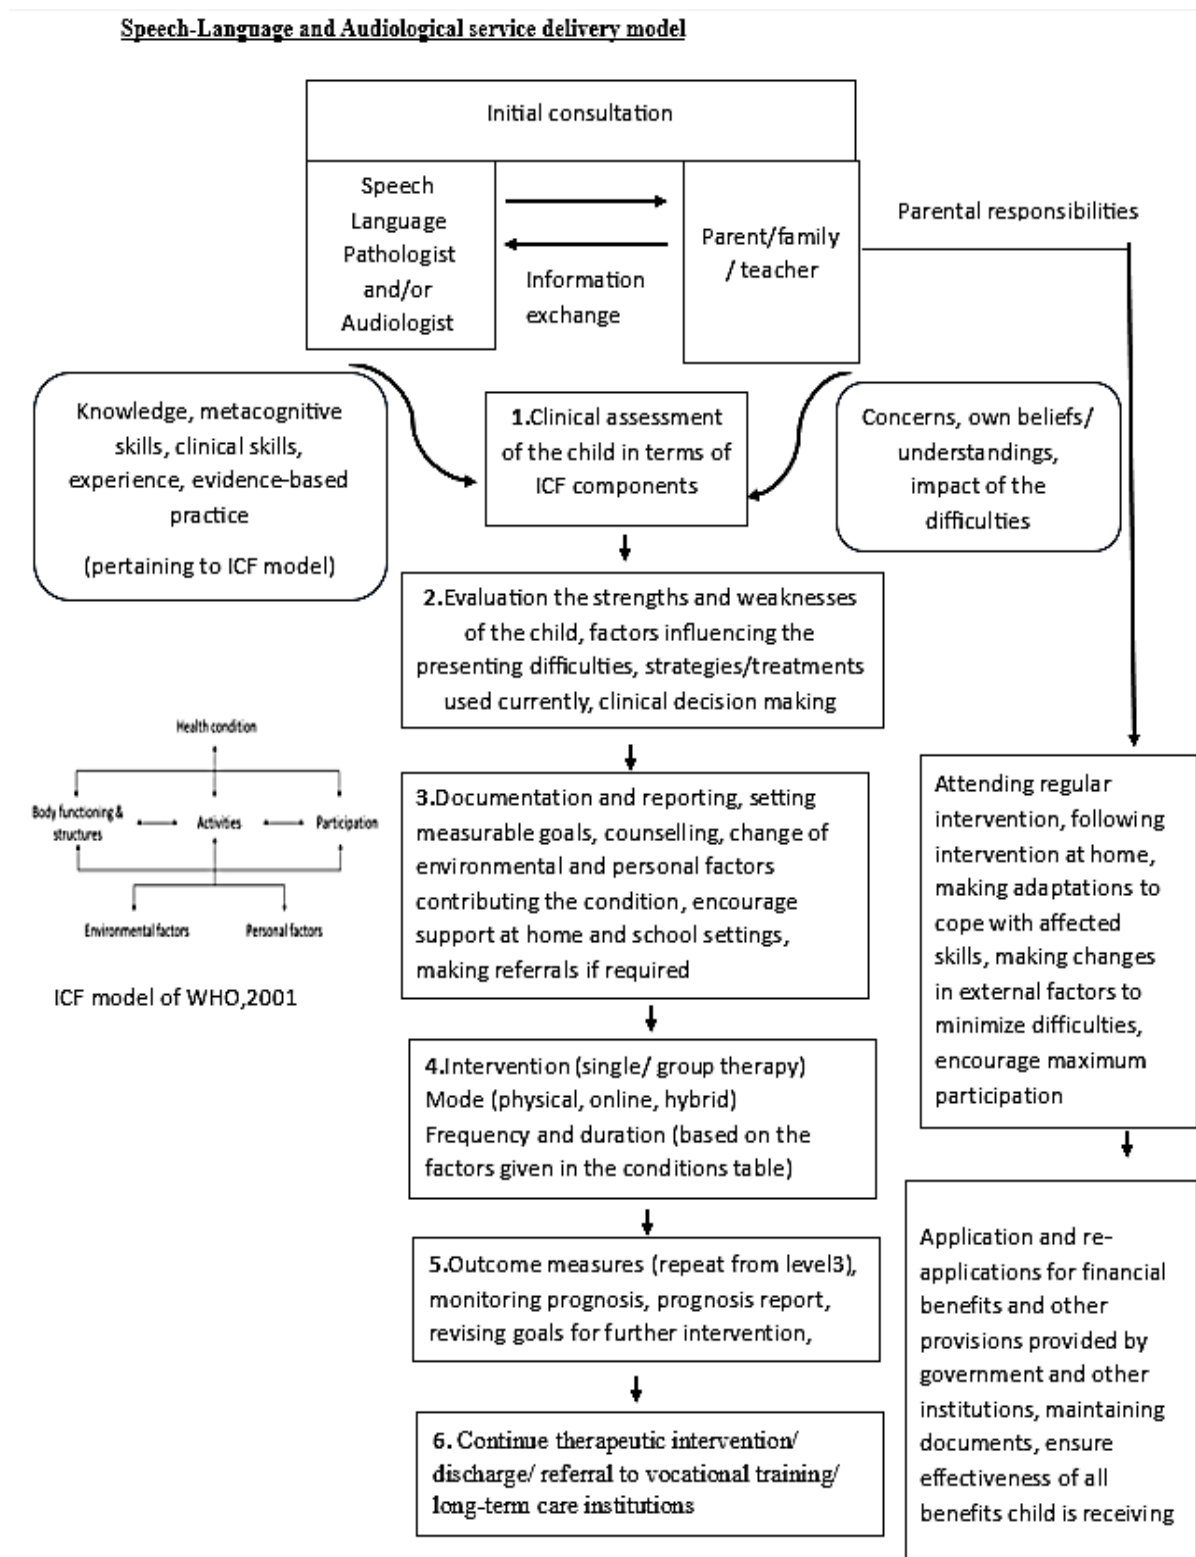 Speech-Language and Audiological service delivery model
Initial consultation
Speech
Language
Pathologist
and/or
Audiologist
Information
exchange
Parent/family
/ teacher
Parental responsibilities
Knowledge, metacognitive
skills, clinical skills,
experience, evidence-based
practice
(pertaining to ICF model)
1.Clinical assessment
of the child in terms of
ICF components
Concerns, own beliefs/
understandings,
impact of the
difficulties
2.Evaluation the strengths and weaknesses
of the child, factors influencing the
presenting difficulties, strategies/treatments
used currently, clinical decision making
Health condition
Body functioning &
structures
Activities
Participation
Environmental factors
Personal factors
ICF model of WHO,2001
3.Documentation and reporting, setting
measurable goals, counselling, change of
environmental and personal factors
contributing the condition, encourage
support at home and school settings,
making referrals if required
Attending regular
intervention, following
intervention at home,
making adaptations to
cope with affected
skills, making changes
in external factors to
minimize difficulties,
encourage maximum
participation
4.Intervention (single/ group therapy)
Mode (physical, online, hybrid)
Frequency and duration (based on the
factors given in the conditions table)
5.Outcome measures (repeat from level3),
monitoring prognosis, prognosis report,
revising goals for further intervention,
6. Continue therapeutic intervention/
discharge/ referral to vocational training/
long-term care institutions
Application and re-
applications for financial
benefits and other
provisions provided by
government and other
institutions, maintaining
documents, ensure
effectiveness of all
benefits child is receiving